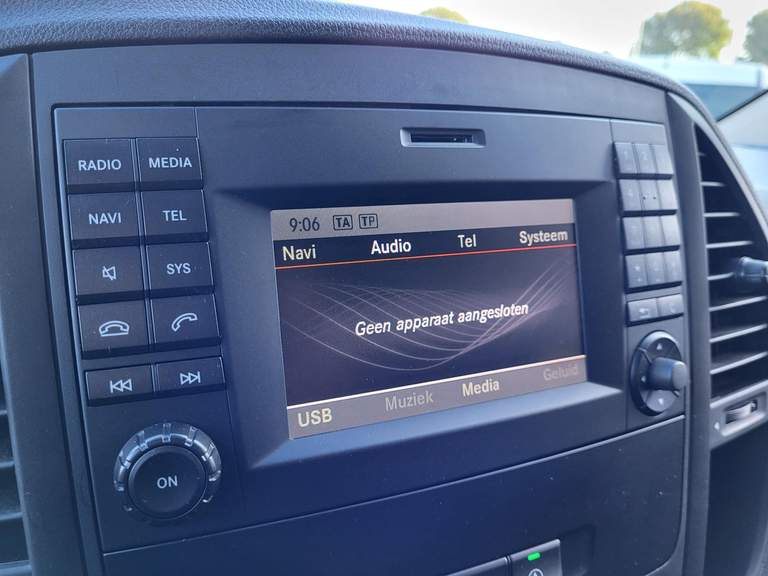 RADIO MEDIA
NAVI TEL
SYS
ON
9:06 TA TP
Navi Audio Tel Systeem
Geen apparaat aangesloten
USB Muziek Media Geluid